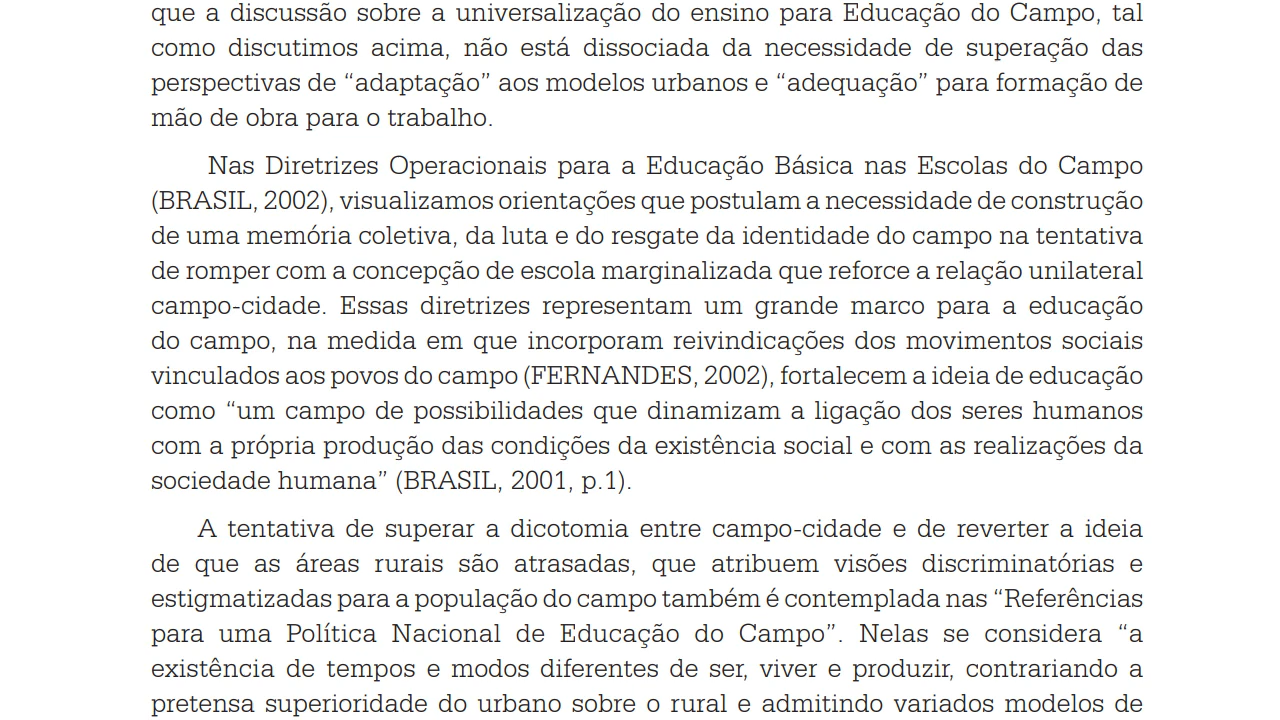 que a discussão sobre a universalização do ensino para Educação do Campo, tal
como discutimos acima, não está dissociada da necessidade de superação das
perspectivas de “adaptação” aos modelos urbanos e “adequação” para formação de
mão de obra para o trabalho.
Nas Diretrizes Operacionais para a Educação Básica nas Escolas do Campo
(BRASIL, 2002), visualizamos orientações que postulam a necessidade de construção
de uma memória coletiva, da luta e do resgate da identidade do campo na tentativa
de romper com a concepção de escola marginalizada que reforce a relação unilateral
campo-cidade. Essas diretrizes representam um grande marco para a educação
do campo, na medida em que incorporam reivindicações dos movimentos sociais
vinculados aos povos do campo (FERNANDES, 2002), fortalecem a ideia de educação
como “um campo de possibilidades que dinamizam a ligação dos seres humanos
com a própria produção das condições da existência social e com as realizações da
sociedade humana” (BRASIL, 2001, p.1).
A tentativa de superar a dicotomia entre campo-cidade e de reverter a ideia
de que as áreas rurais são atrasadas, que atribuem visões discriminatórias e
estigmatizadas para a população do campo também é contemplada nas “Referências
para uma Política Nacional de Educação do Campo”. Nelas se considera “a
existência de tempos e modos diferentes de ser, viver e produzir, contrariando a
pretensa superioridade do urbano sobre o rural e admitindo variados modelos de